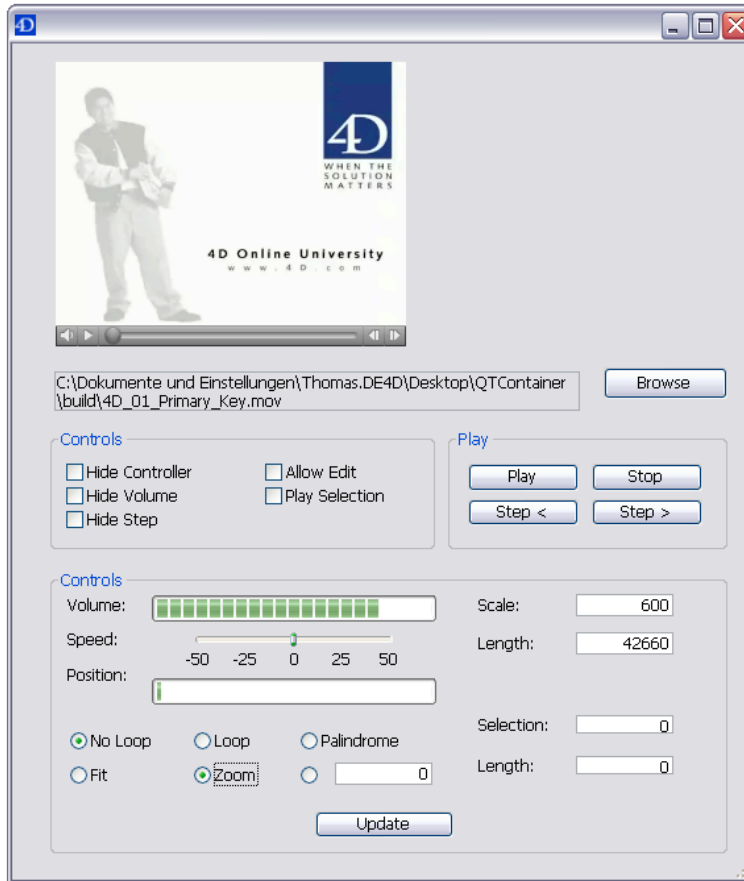 4D
4D
WHEN THE
SOLUTION
MATTERS
4D Online University
www.4D.com
C:\Dokumente und Einstellungen\Thomas.DE4D\Desktop\QTContainer
\build\4D_01_Primary_Key.mov
Browse
Controls
Hide Controller
Allow Edit
Hide Volume
Play Selection
Hide Step
Play
Play
Stop
Step <
Step >
Controls
Volume:
Scale:
600
Speed:
-50 -25 0 25 50
Length:
42660
Position:
No Loop
Loop
Palindrome
Selection:
0
Fit
Zoom
0
Length:
0
Update